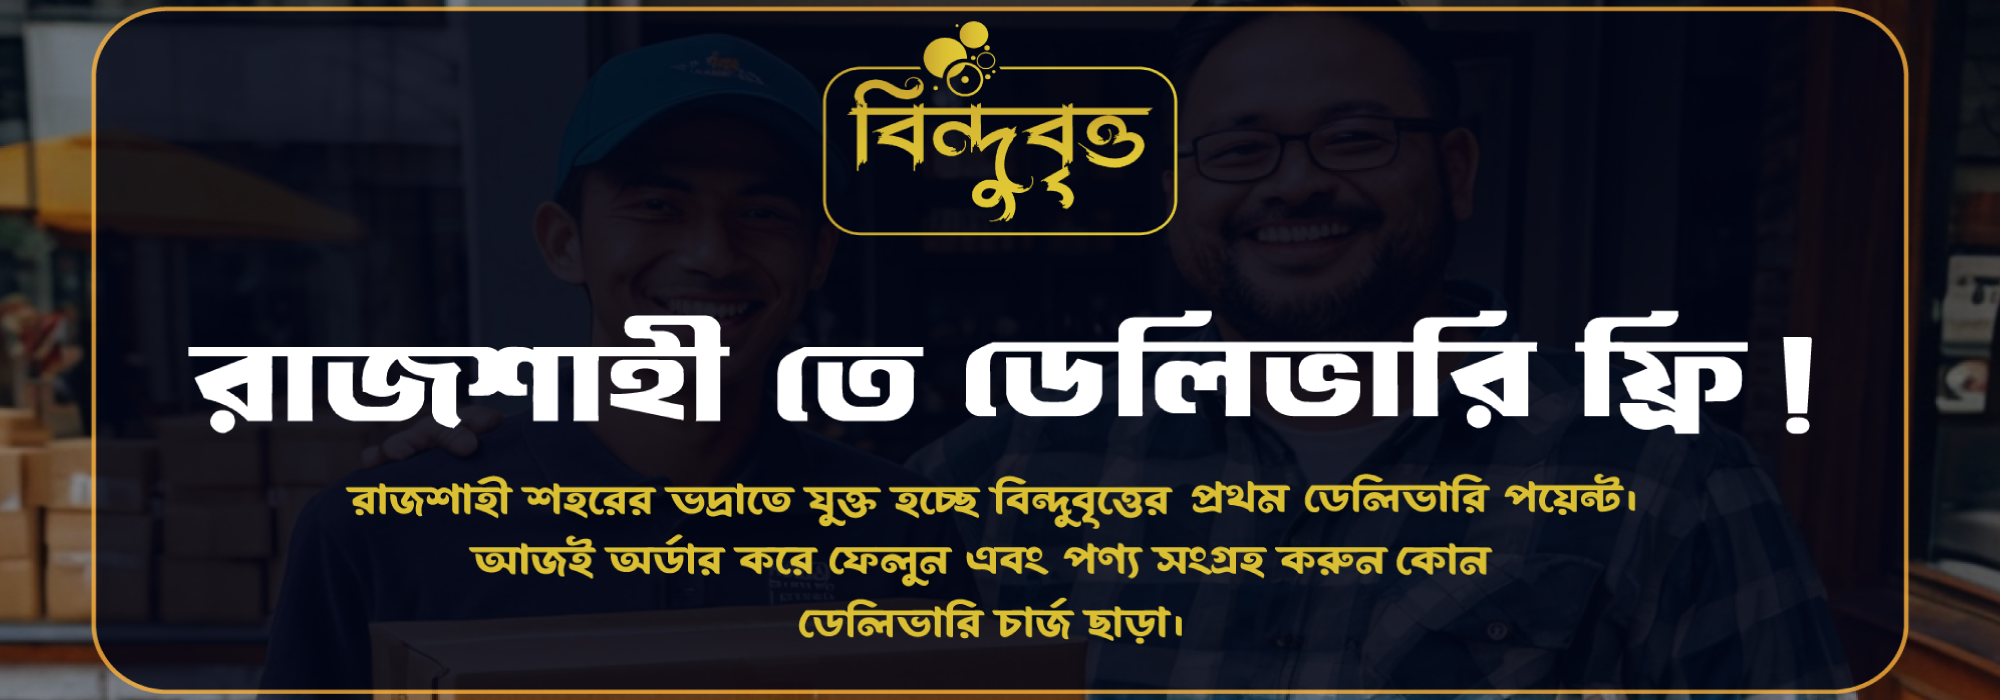 বিন্দুবৃত্ত
রাজশাহী তে ডেলিভারি ফ্রি !
রাজশাহী শহরের ভদ্রাতে যুক্ত হচ্ছে বিন্দুবৃত্তের প্রথম ডেলিভারি পয়েন্ট।
আজই অর্ডার করে ফেলুন এবং পণ্য সংগ্রহ করুন কোন
ডেলিভারি চার্জ ছাড়া।